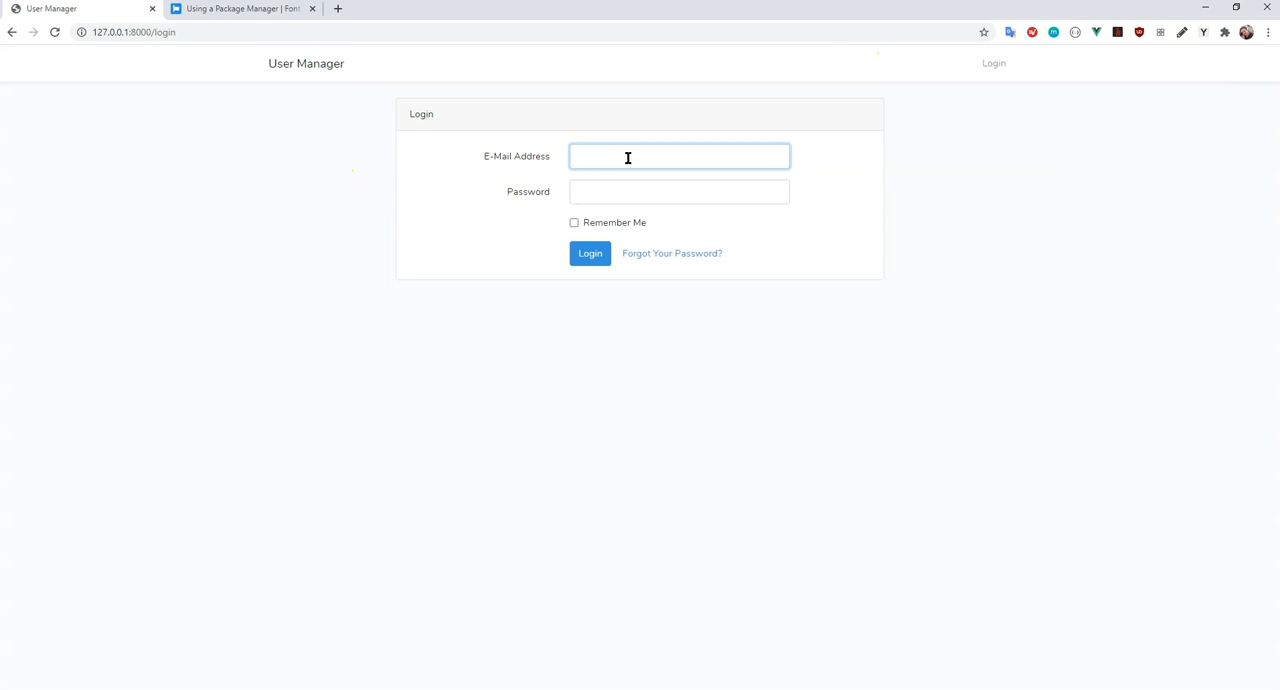 User Manager
Using a Package Manager | Font
127.0.0.1:8000/login
User Manager
Login
Login
E-Mail Address
Password
Remember Me
Login
Forgot Your Password?